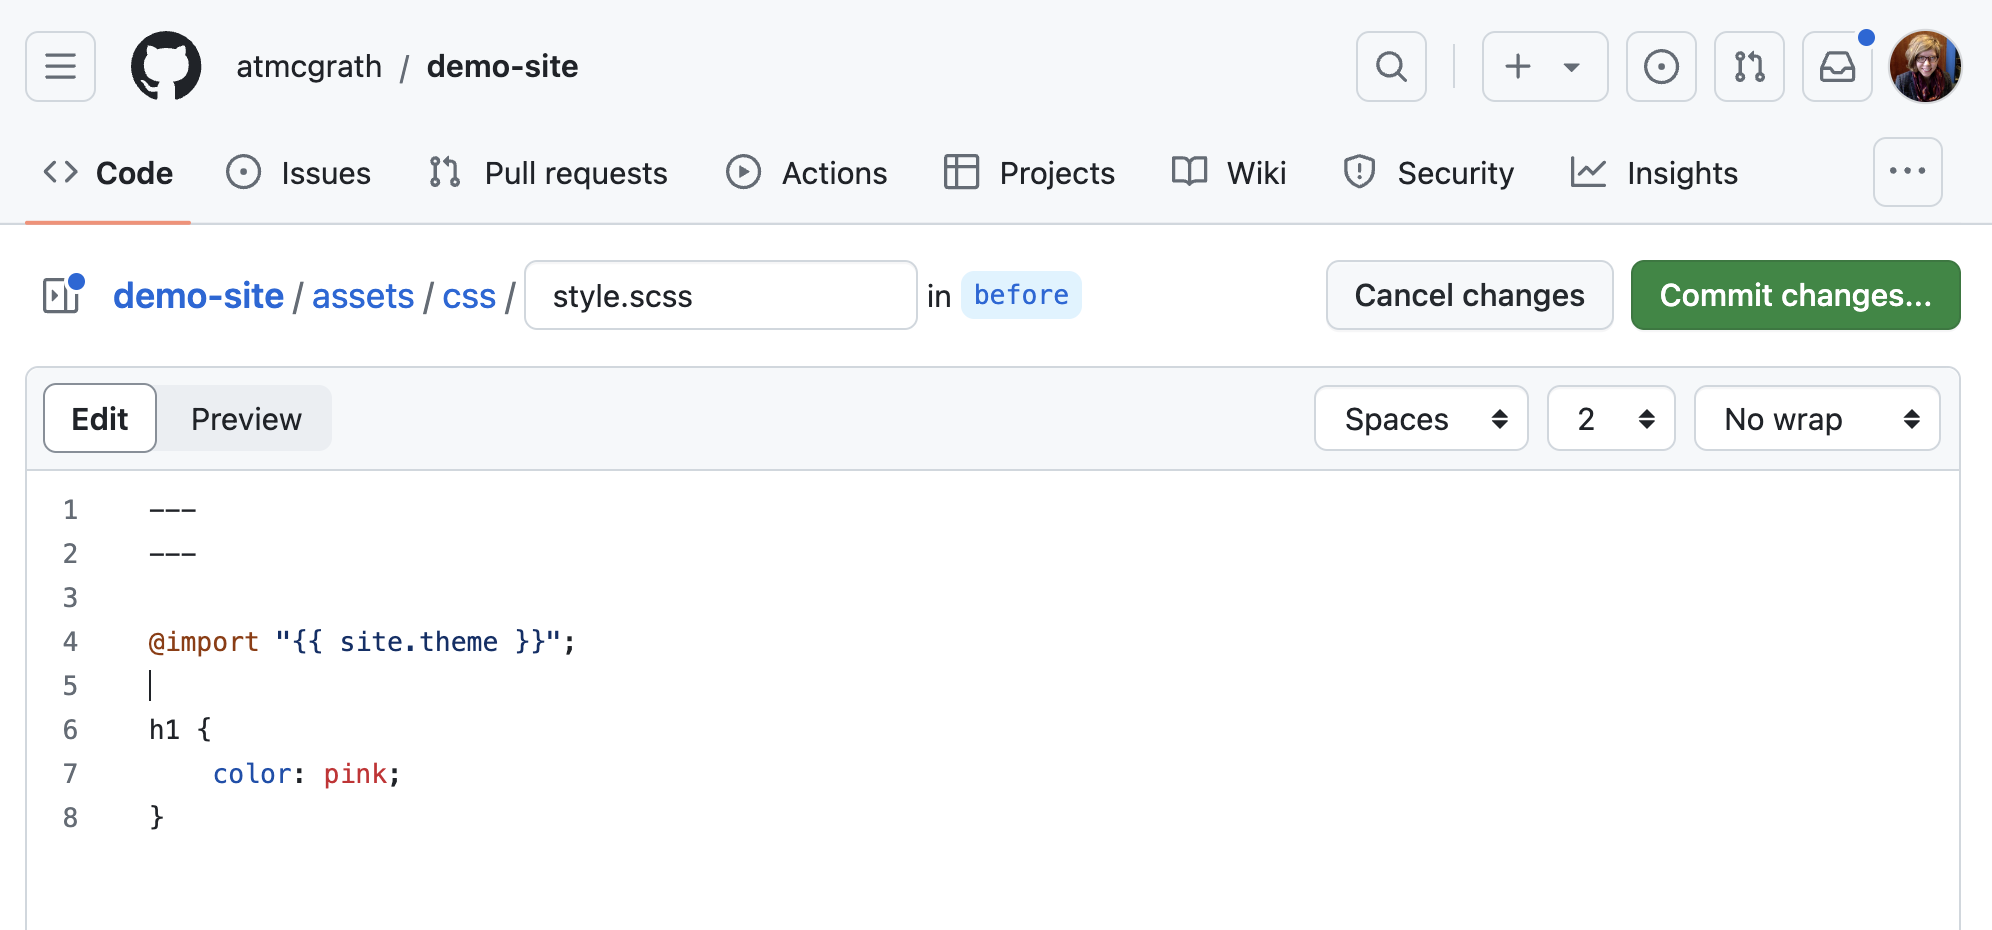 atmcgrath / demo-site
Code Issues Pull requests Actions Projects Wiki Security Insights
demo-site / assets / css / style.scss in before Cancel changes Commit changes...
Edit Preview Spaces 2 No wrap
1 ---
2 ---
3
4 @import "{{ site.theme }}";
5
6 h1 {
7     color: pink;
8 }